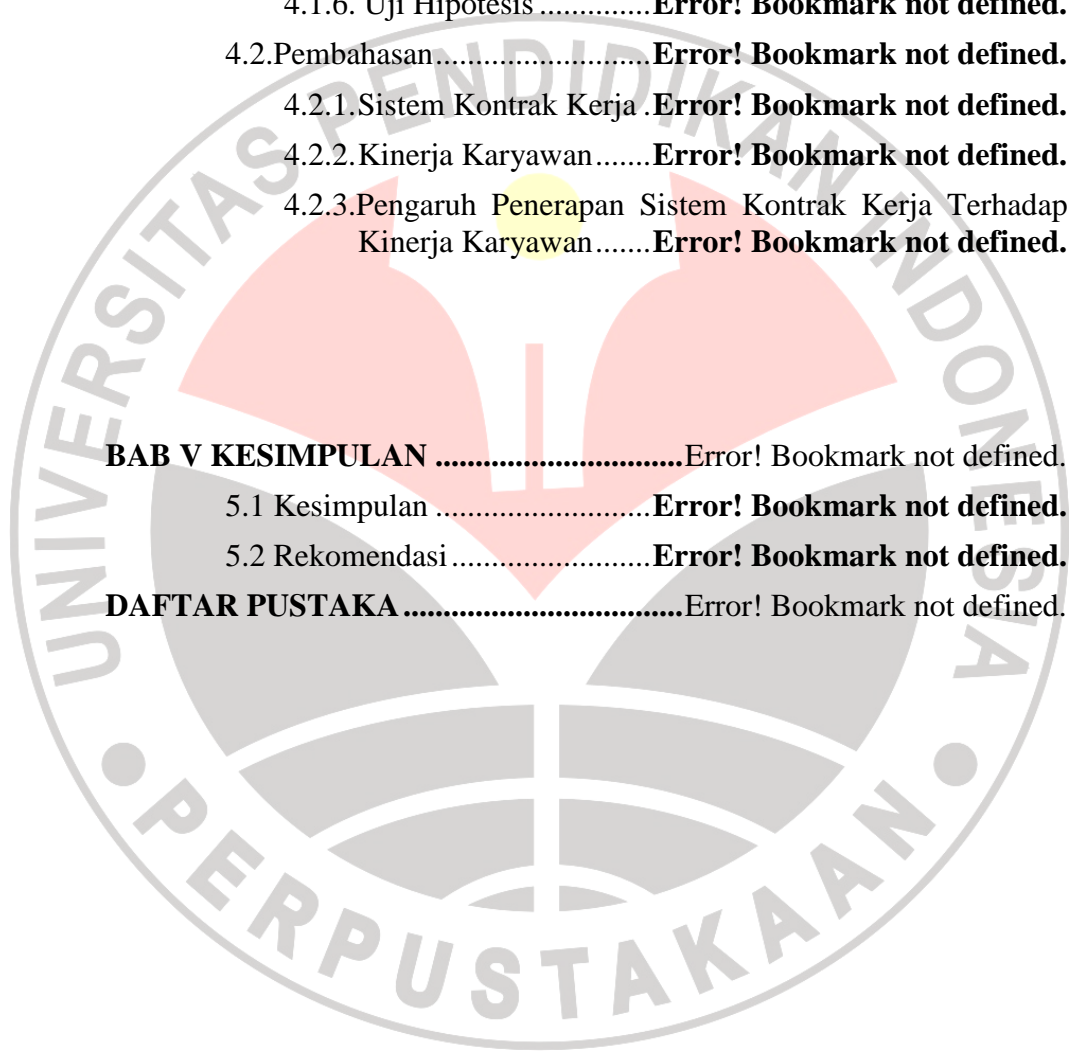 4.1.6. Uji Hipotesis ..............Error! Bookmark not defined.
4.2.Pembahasan...........................Error! Bookmark not defined.
4.2.1.Sistem Kontrak Kerja .Error! Bookmark not defined.
4.2.2.Kinerja Karyawan.......Error! Bookmark not defined.
4.2.3.Pengaruh Penerapan Sistem Kontrak Kerja Terhadap
Kinerja Karyawan.......Error! Bookmark not defined.
BAB V KESIMPULAN ...............................Error! Bookmark not defined.
5.1 Kesimpulan ..........................Error! Bookmark not defined.
5.2 Rekomendasi.........................Error! Bookmark not defined.
DAFTAR PUSTAKA...................................Error! Bookmark not defined.
UNIVERSITAS PENDIDIKAN INDONESIA
PERPUSTAKAAN